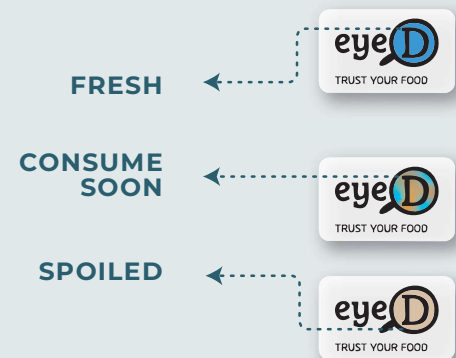 eyeD
TRUST YOUR FOOD
FRESH
CONSUME
SOON
eyeD
TRUST YOUR FOOD
SPOILED
eyeD
TRUST YOUR FOOD